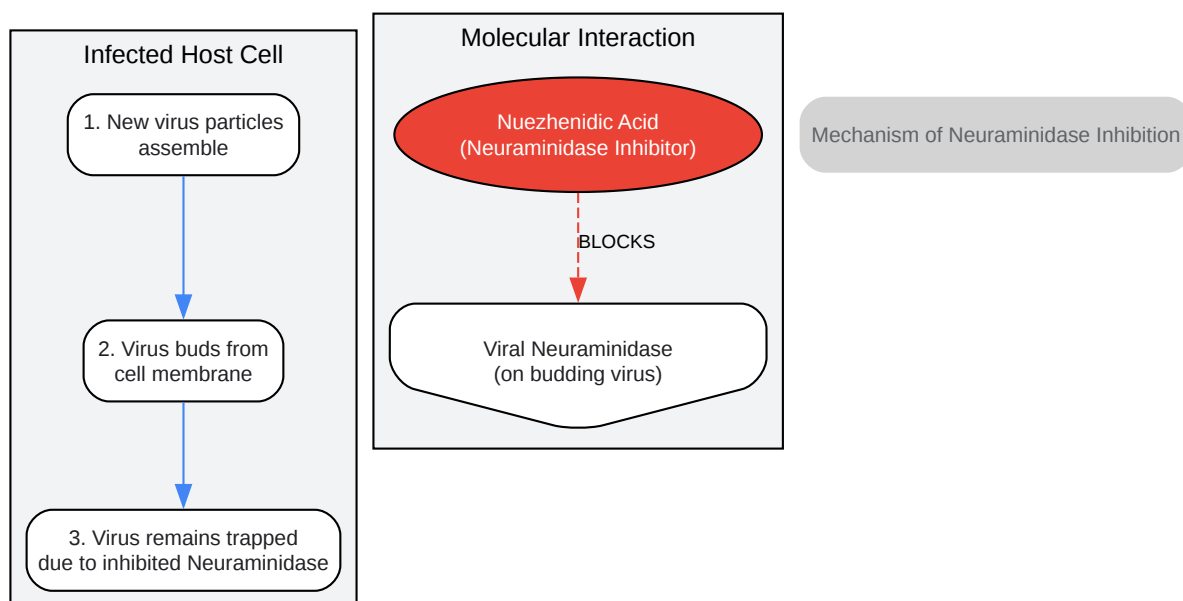 Infected Host Cell
1. New virus particles
assemble
2. Virus buds from
cell membrane
3. Virus remains trapped
due to inhibited Neuraminidase
Molecular Interaction
Nuezhenidic Acid
(Neuraminidase Inhibitor)
BLOCKS
Viral Neuraminidase
(on budding virus)
Mechanism of Neuraminidase Inhibition